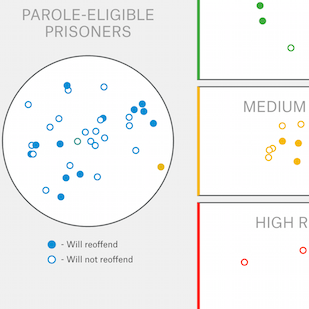 PAROLE-ELIGIBLE
PRISONERS
- Will reoffend
- Will not reoffend
MEDIUM
HIGH R